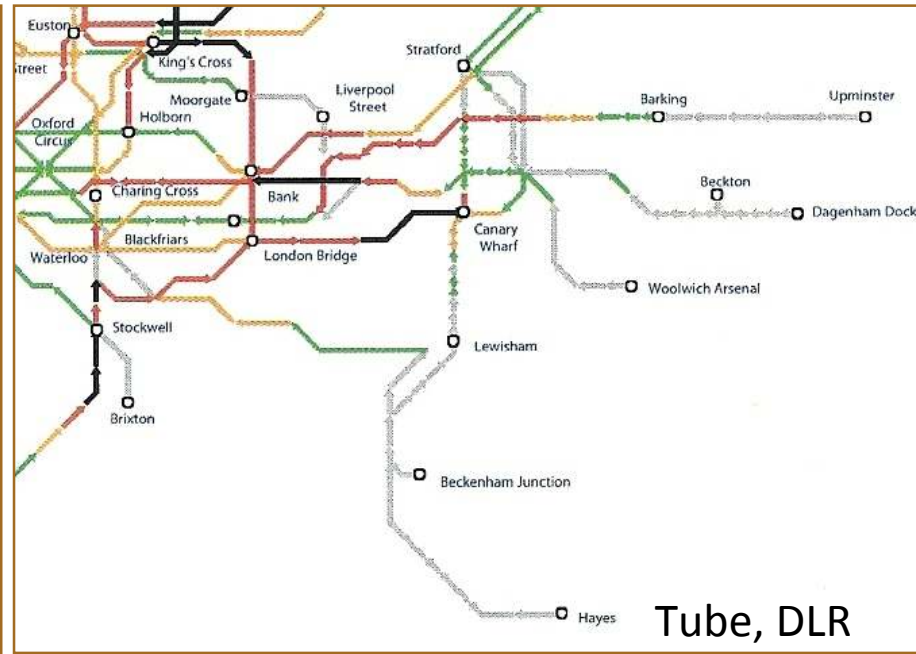 Euston
Street
King's Cross
Stratford
Moorgate
Liverpool
Street
Barking
Upminster
Oxford
Circus
Holborn
Charing Cross
Bank
Beckton
Dagenham Dock
Blackfriars
Canary
Wharf
Waterloo
London Bridge
Woolwich Arsenal
Stockwell
Lewisham
Brixton
Beckenham Junction
Hayes
Tube, DLR